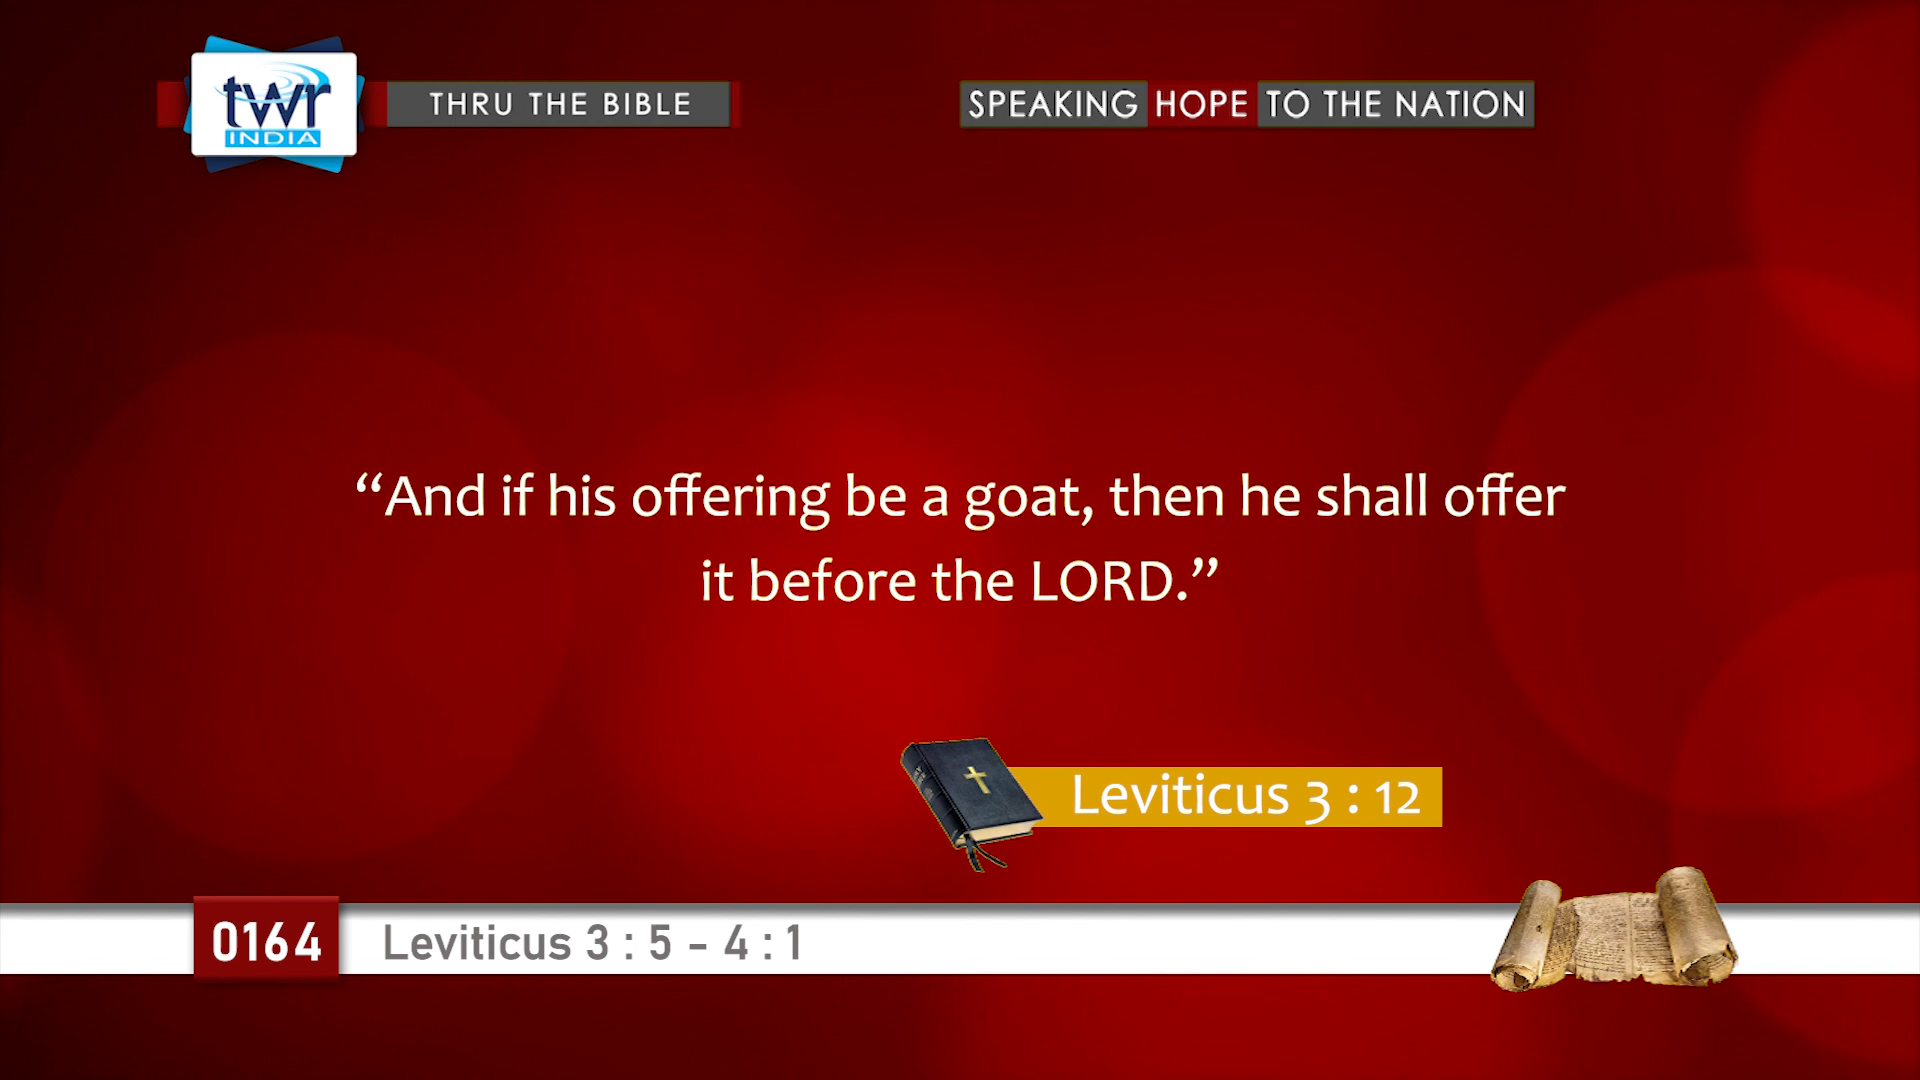 twr
INDIA
THRU THE BIBLE
SPEAKING HOPE TO THE NATION
“And if his offering be a goat, then he shall offer
it before the LORD.”
Leviticus 3 : 12
0164
Leviticus 3 : 5 - 4 : 1